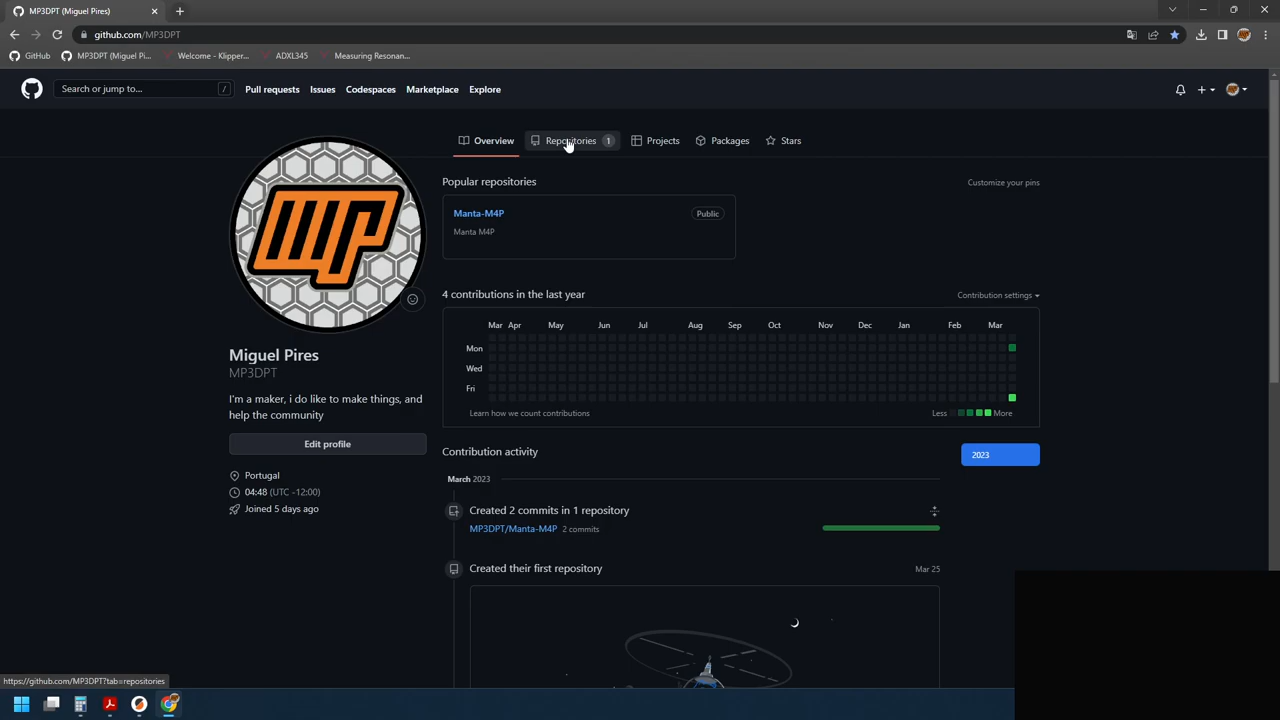 MP3DPT (Miguel Pires)
github.com/MP3DPT
GitHub MP3DPT (Miguel Pi... Welcome - Klipper... ADXL345 Measuring Resonan...
Search or jump to... / Pull requests Issues Codespaces Marketplace Explore
Overview Repositories 1 Projects Packages Stars
Popular repositories Customize your pins
Manta-M4P Public
Manta M4P
4 contributions in the last year Contribution settings
Mar Apr May Jun Jul Aug Sep Oct Nov Dec Jan Feb Mar
Mon
Wed
Fri
Learn how we count contributions Less More
MP
Miguel Pires
MP3DPT
I'm a maker, i do like to make things, and
help the community
Edit profile
Portugal
04:48 (UTC -12:00)
Joined 5 days ago
Contribution activity 2023
March 2023
Created 2 commits in 1 repository
MP3DPT/Manta-M4P 2 commits
Created their first repository Mar 25
https://github.com/MP3DPT?tab=repositories